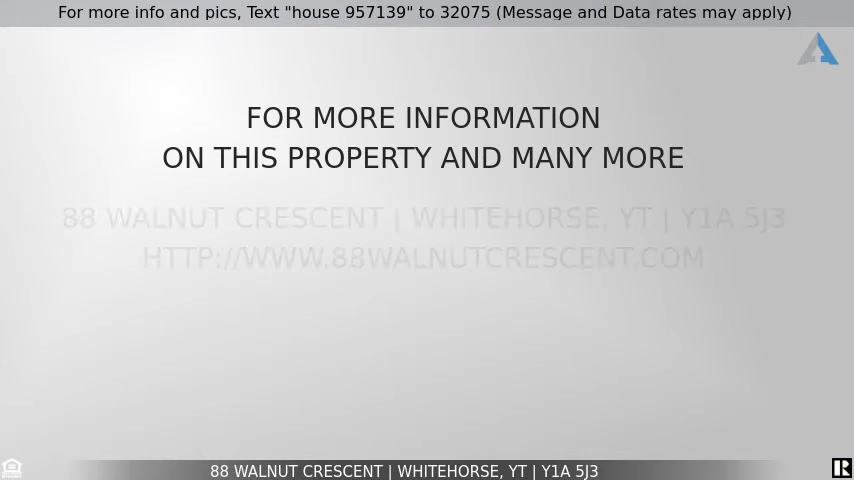 For more info and pics, Text "house 957139" to 32075 (Message and Data rates may apply)
FOR MORE INFORMATION
ON THIS PROPERTY AND MANY MORE
88 WALNUT CRESCENT | WHITEHORSE, YT | Y1A 5J3
HTTP://WWW.88WALNUTCRESCENT.COM
88 WALNUT CRESCENT | WHITEHORSE, YT | Y1A 5J3